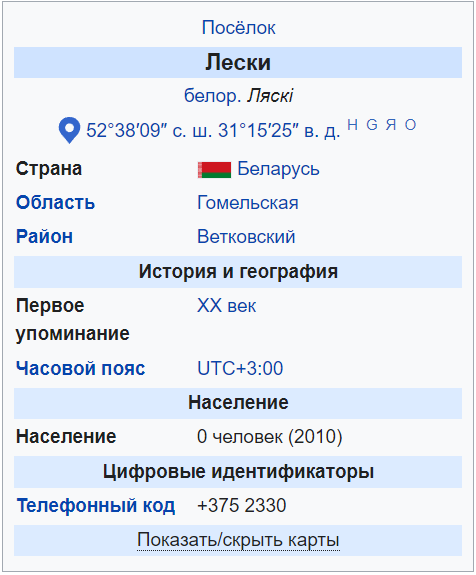 Посёлок
Лески
белор. Ляскі
52°38′09″ с. ш. 31°15′25″ в. д. H G Я O
Страна Беларусь
Область Гомельская
Район Ветковский
История и география
Первое упоминание XX век
Часовой пояс UTC+3:00
Население
Население 0 человек (2010)
Цифровые идентификаторы
Телефонный код +375 2330
Показать/скрыть карты